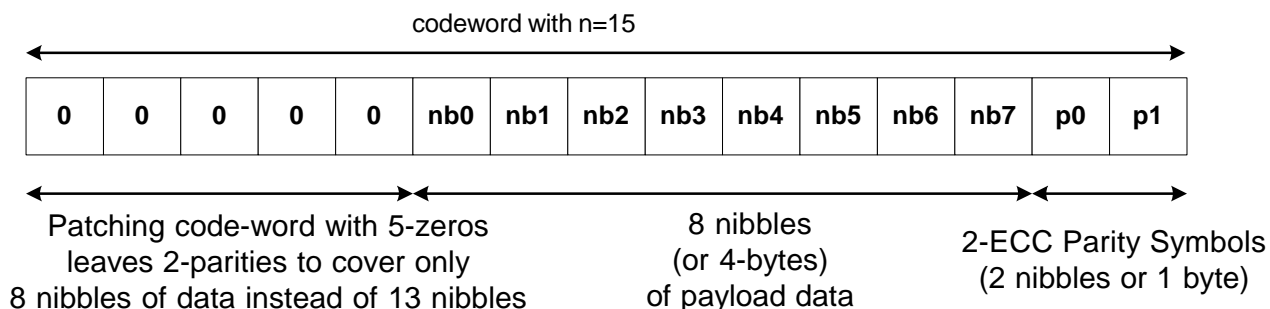 codeword with n=15
0 0 0 0 0 nb0 nb1 nb2 nb3 nb4 nb5 nb6 nb7 p0 p1
Patching code-word with 5-zeros
leaves 2-parities to cover only
8 nibbles of data instead of 13 nibbles
8 nibbles
(or 4-bytes)
of payload data
2-ECC Parity Symbols
(2 nibbles or 1 byte)